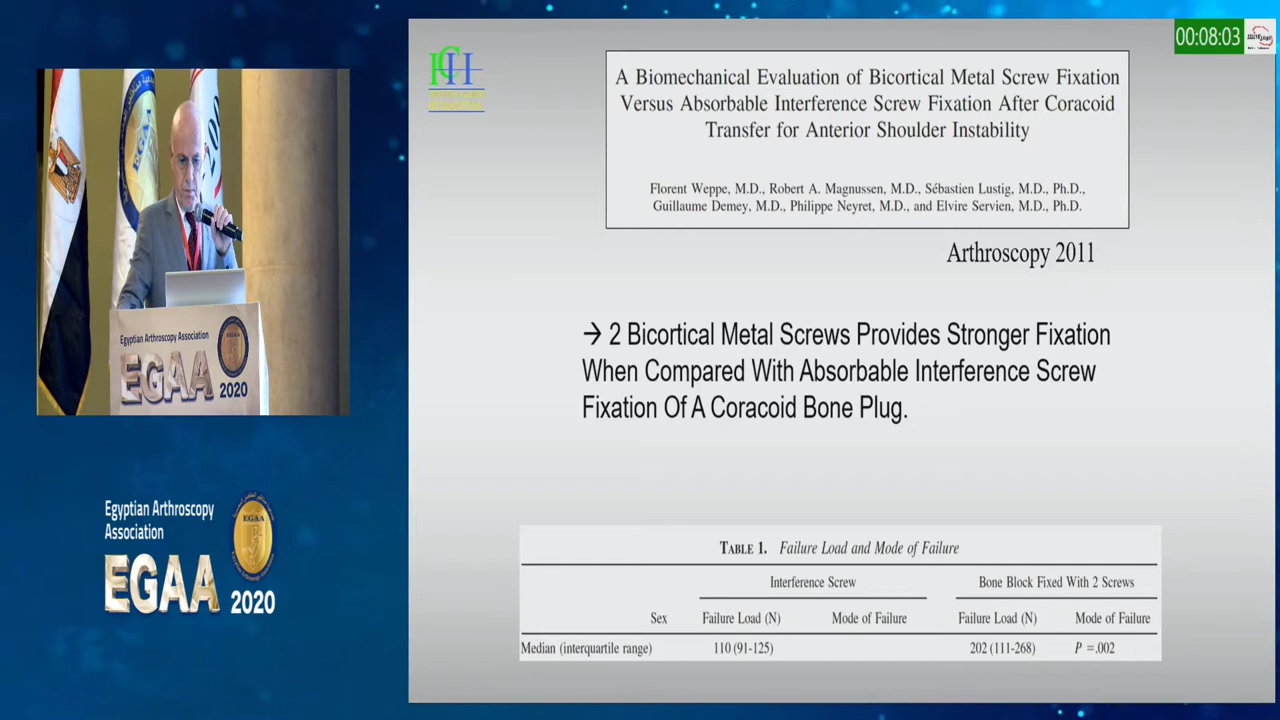 00:08:03
A Biomechanical Evaluation of Bicortical Metal Screw Fixation
Versus Absorbable Interference Screw Fixation After Coracoid
Transfer for Anterior Shoulder Instability
Florent Weppe, M.D., Robert A. Magnussen, M.D., Sébastien Lustig, M.D., Ph.D.,
Guillaume Demey, M.D., Philippe Neyret, M.D., and Elvire Servien, M.D., Ph.D.
Arthroscopy 2011
→ 2 Bicortical Metal Screws Provides Stronger Fixation
When Compared With Absorbable Interference Screw
Fixation Of A Coracoid Bone Plug.
TABLE 1. Failure Load and Mode of Failure
Interference Screw Bone Block Fixed With 2 Screws
Sex Failure Load (N) Mode of Failure Failure Load (N) Mode of Failure
Median (interquartile range) 110 (91-125) 202 (111-268) P =.002
Egyptian Arthroscopy Association
EGAA
2020
Egyptian Arthroscopy
Association
EGAA
EGAA 2020